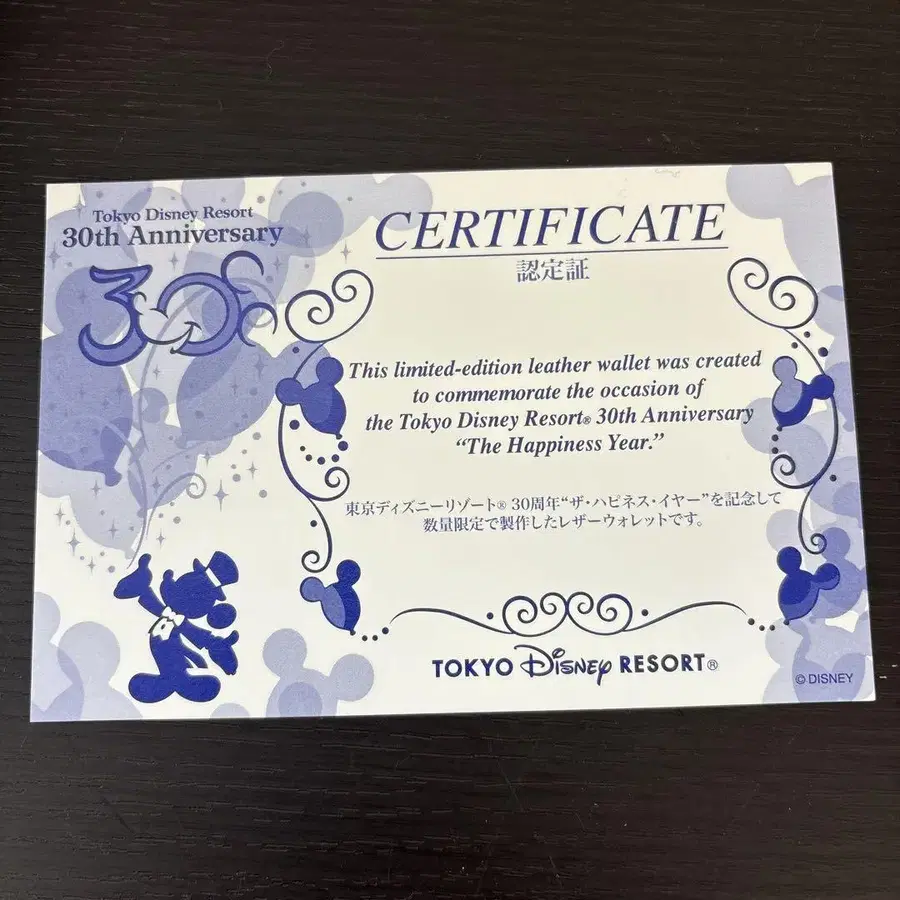 Tokyo Disney Resort
30th Anniversary
30
CERTIFICATE
認定証
This limited-edition leather wallet was created
to commemorate the occasion of
the Tokyo Disney Resort® 30th Anniversary
“The Happiness Year.”
東京ディズニーリゾート® 30周年“ザ・ハピネス・イヤー”を記念して
数量限定で製作したレザーウォレットです。
TOKYO Disney RESORT®
© DISNEY